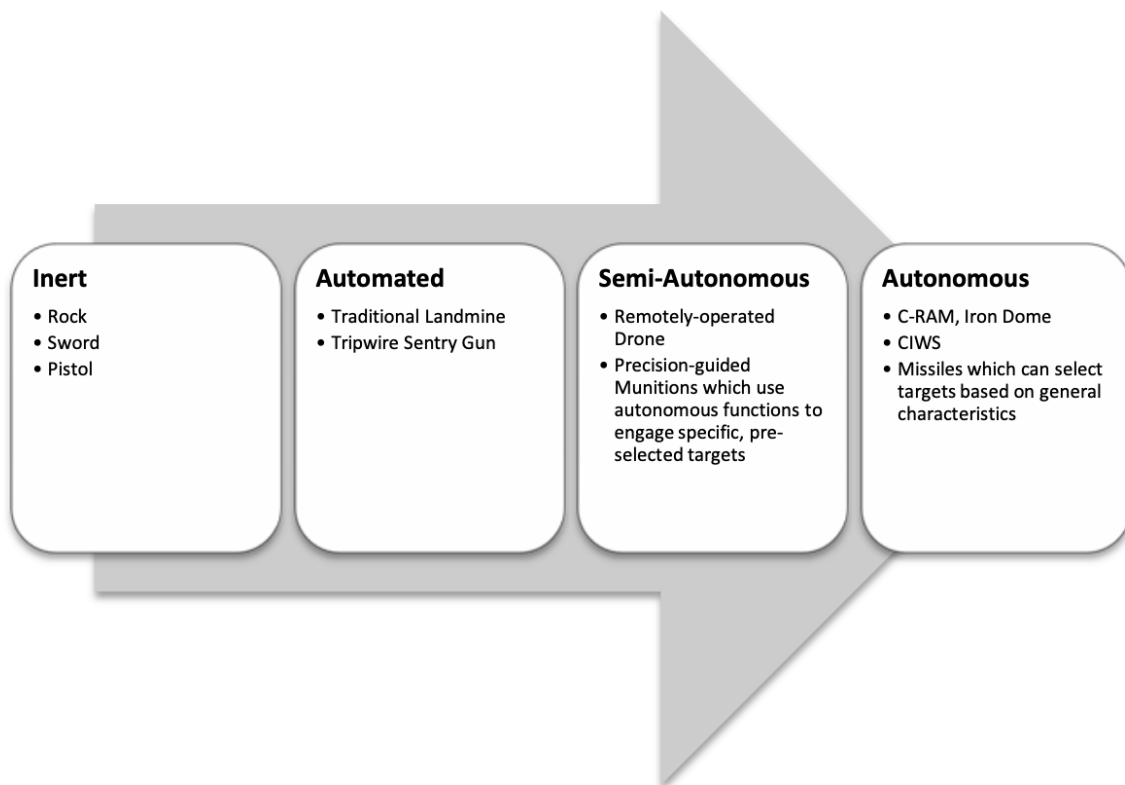 Inert
• Rock
• Sword
• Pistol
Automated
• Traditional Landmine
• Tripwire Sentry Gun
Semi-Autonomous
• Remotely-operated
Drone
• Precision-guided
Munitions which use
autonomous functions to
engage specific, pre-
selected targets
Autonomous
• C-RAM, Iron Dome
• CIWS
• Missiles which can select
targets based on general
characteristics